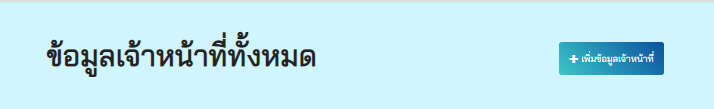 ข้อมูลเจ้าหน้าที่ทั้งหมด
+ เพิ่มข้อมูลเจ้าหน้าที่